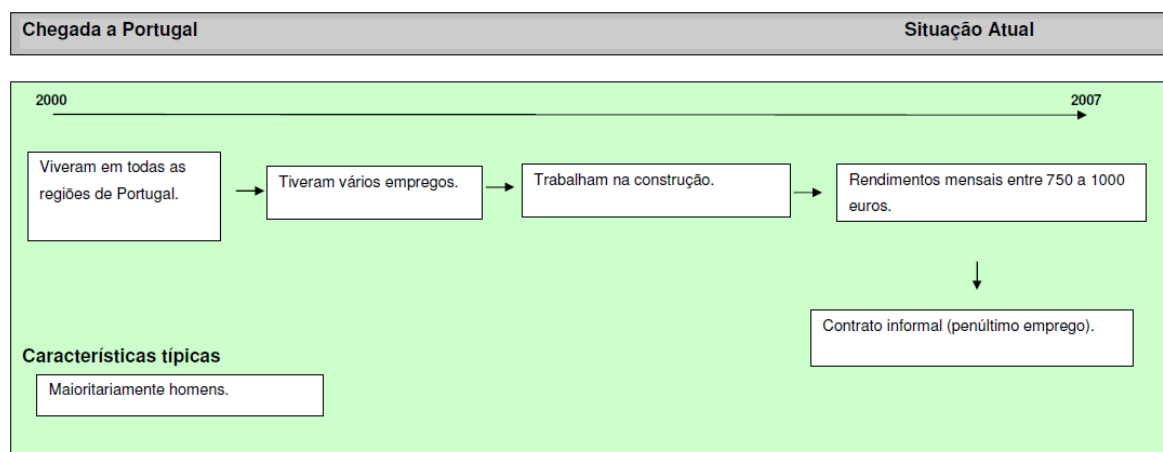 Chegada a Portugal
Situação Atual
2000
2007
Viveram em todas as
regiões de Portugal.
Tiveram vários empregos.
Trabalham na construção.
Rendimentos mensais entre 750 a 1000
euros.
Contrato informal (penúltimo emprego).
Características típicas
Maioritariamente homens.